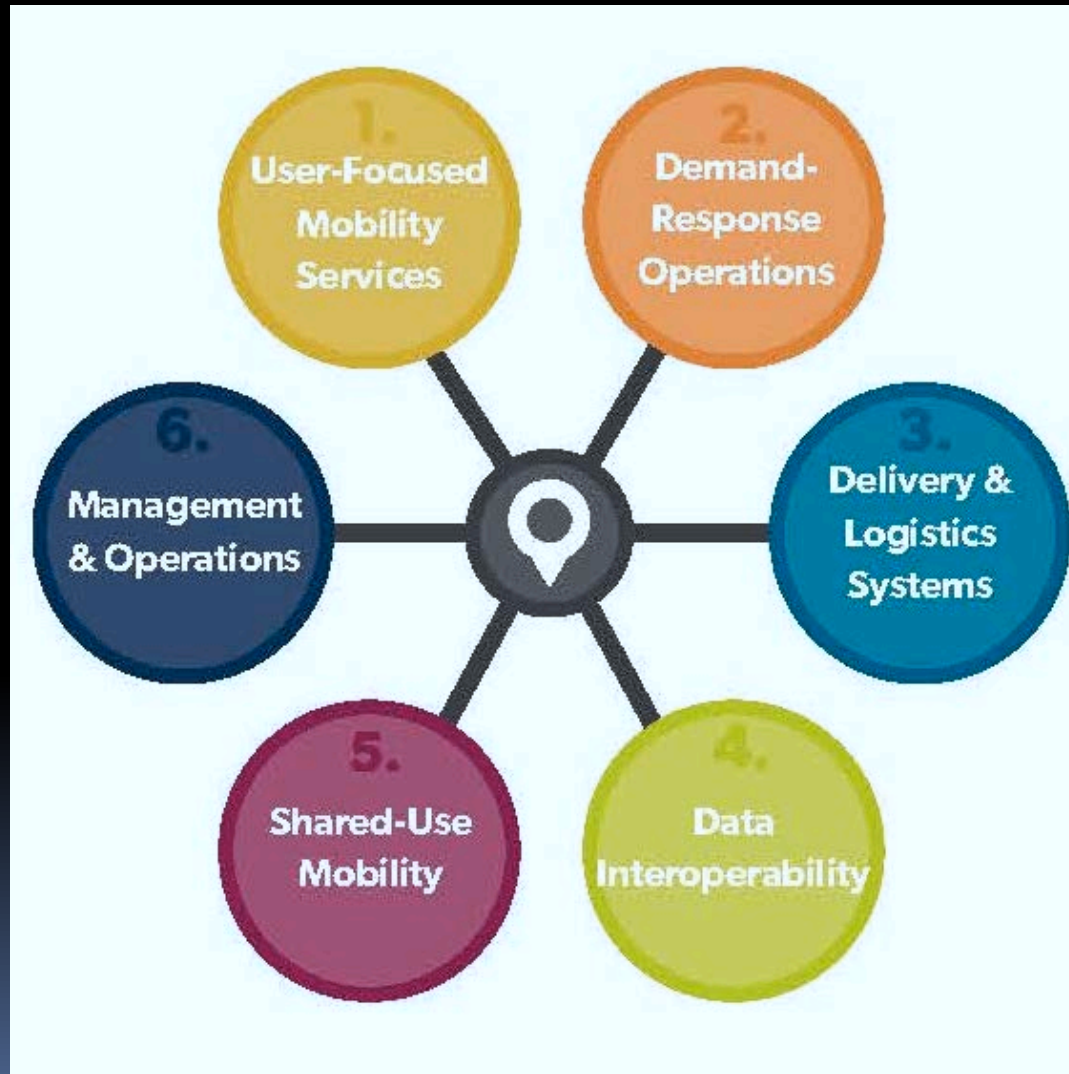 1.
User-Focused
Mobility
Services
2.
Demand-
Response
Operations
3.
Delivery &
Logistics
Systems
4.
Data
Interoperability
5.
Shared-Use
Mobility
6.
Management
& Operations